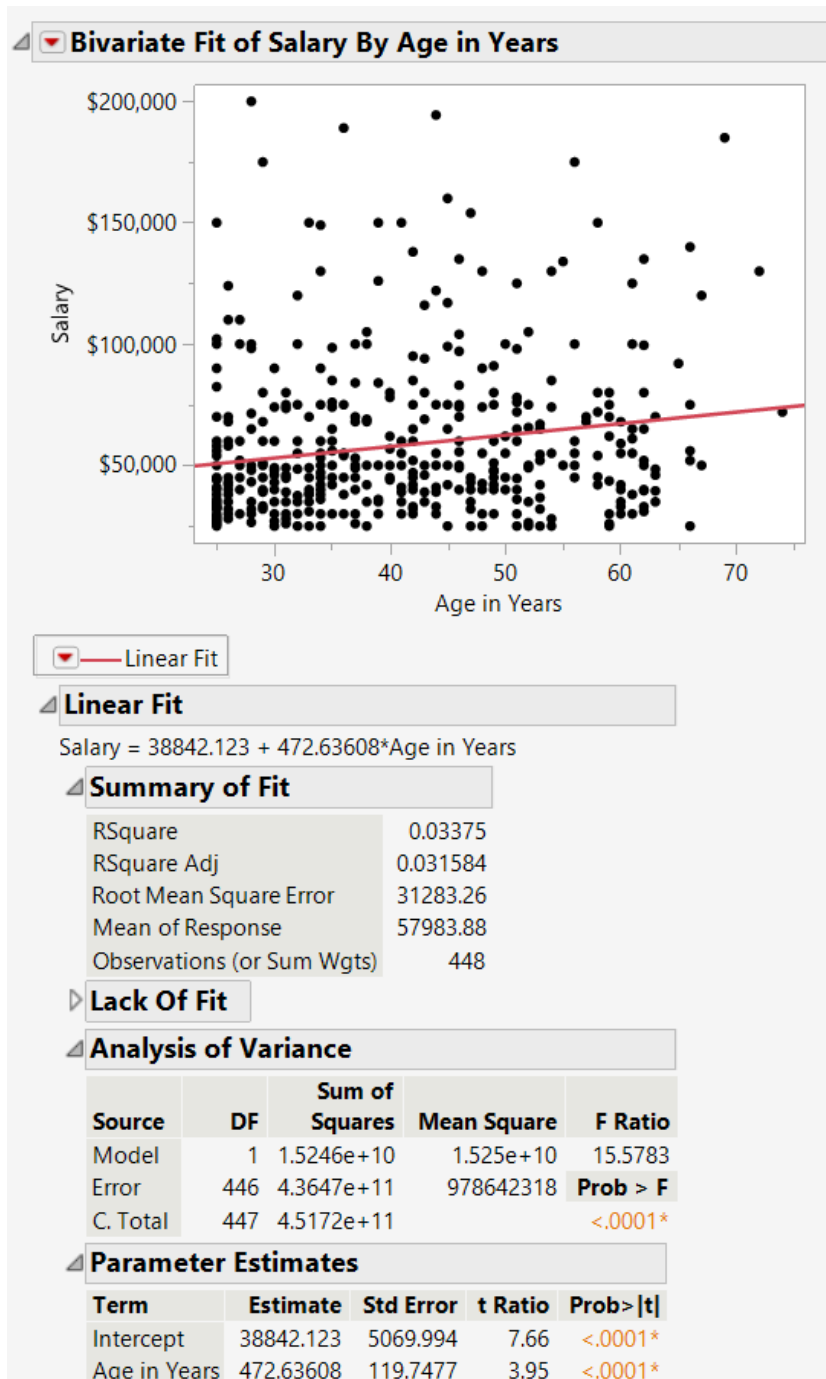 Bivariate Fit of Salary By Age in Years
$200,000
$150,000
$100,000
$50,000
Salary
30 40 50 60 70
Age in Years
Linear Fit
Linear Fit
Salary = 38842.123 + 472.63608*Age in Years
Summary of Fit
RSquare 0.03375
RSquare Adj 0.031584
Root Mean Square Error 31283.26
Mean of Response 57983.88
Observations (or Sum Wgts) 448
Lack Of Fit
Analysis of Variance
Sum of
Source DF Squares Mean Square F Ratio
Model 1 1.5246e+10 1.525e+10 15.5783
Error 446 4.3647e+11 978642318 Prob > F
C. Total 447 4.5172e+11 <.0001*
Parameter Estimates
Term Estimate Std Error t Ratio Prob>|t|
Intercept 38842.123 5069.994 7.66 <.0001*
Age in Years 472.63608 119.7477 3.95 <.0001*